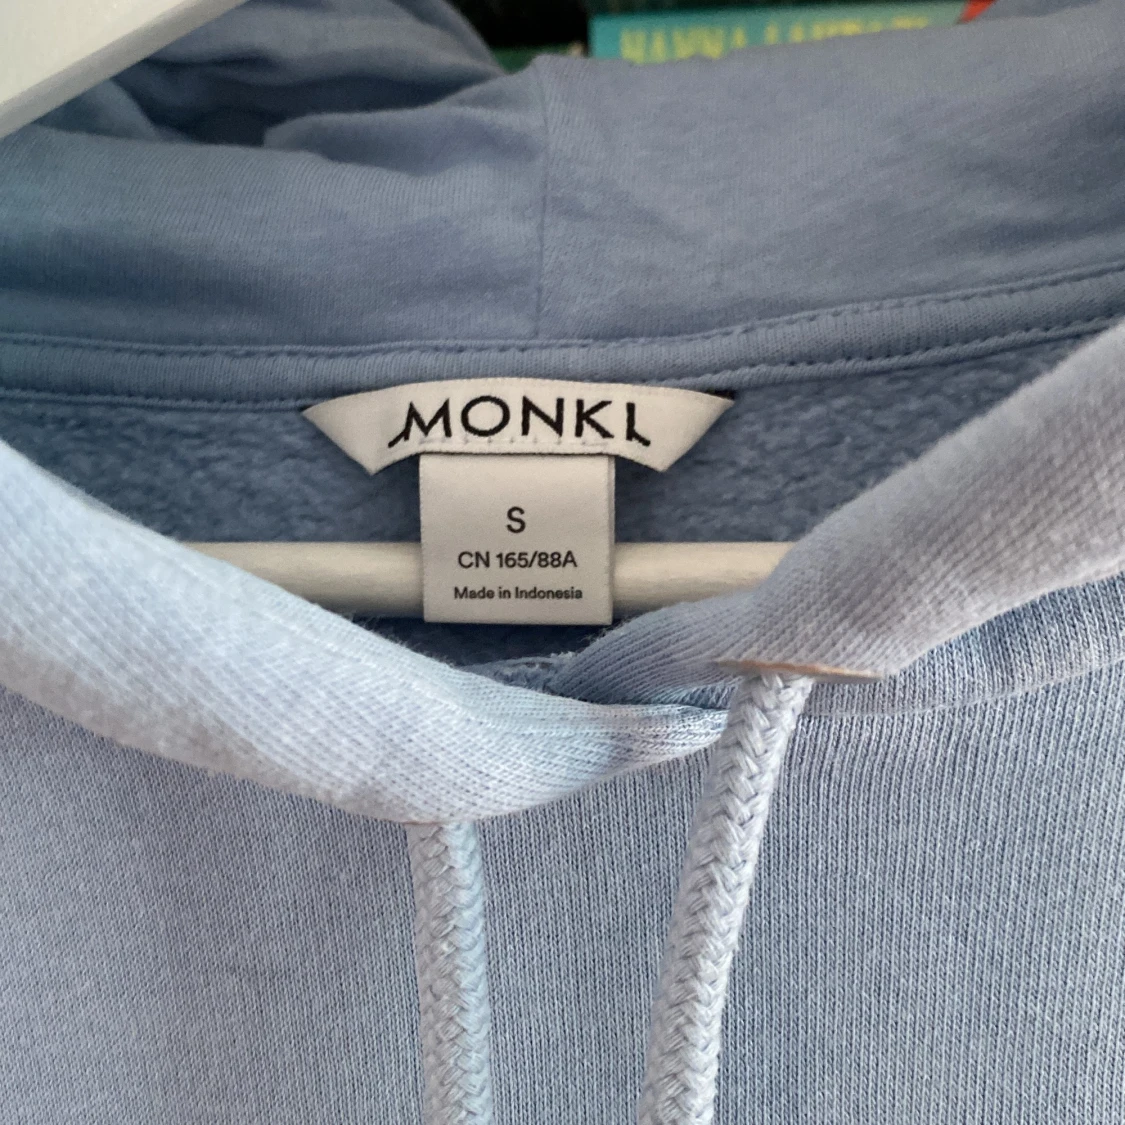 MONKI
S
CN 165/88A
Made in Indonesia